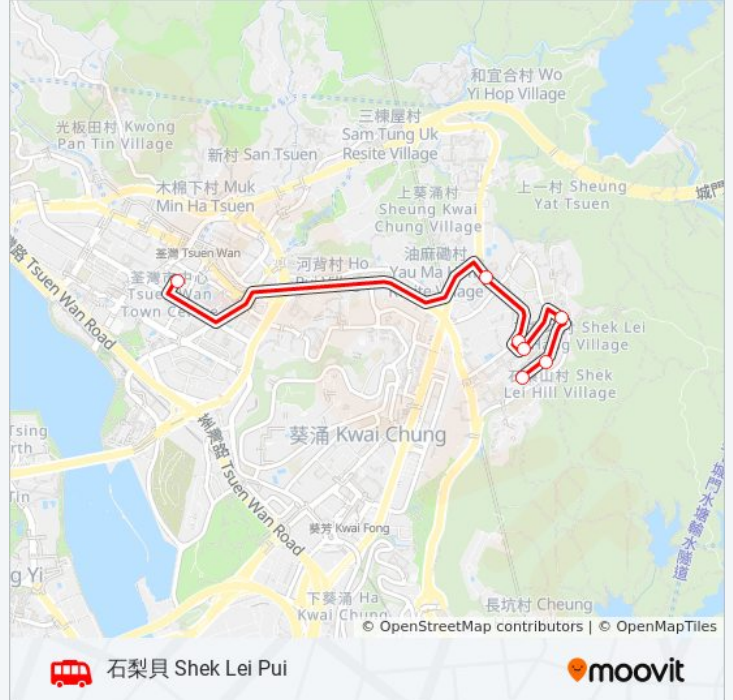 和宜合村 Wo
Yi Hop Village
三棟屋村
Sam Tung Uk
Resite Village
光板田村 Kwong
Pan Tin Village
新村 San Tsuen
木棉下村 Muk
Min Ha Tsuen
上葵涌村
Sheung Kwai
Chung Village
上一村 Sheung
Yat Tsuen
城門
荃灣 Tsuen Wan
河背村 Ho
油麻磡村
Yau Ma
荃灣市中心
Tsuen Wan
Town
路 Tsuen Wan Road
Shek Lei
Village
Shek
Lei Hill Village
葵涌 Kwai Chung
荃灣路 Tsuen Wan Road
Tsing
rth
Tin
g Yi
葵芳 Kwai Fong
城門水塘輸水隧道
下葵涌 Ha
Kwai Chung
長坑村 Cheung
© OpenStreetMap contributors | © OpenMapTiles
石梨貝 Shek Lei Pui
moovit